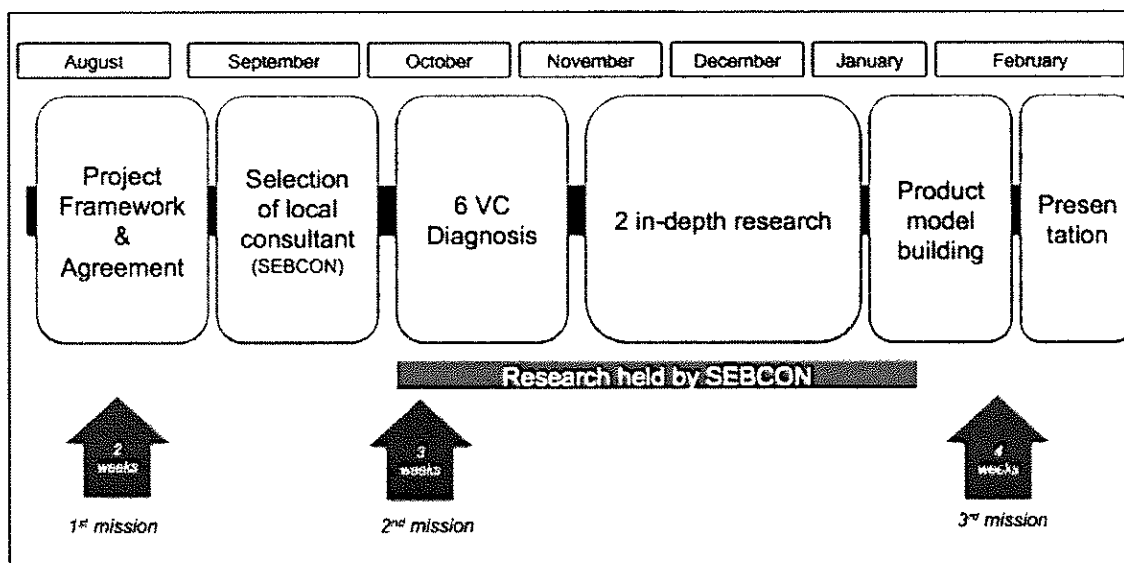 August
September
October
November
December
January
February
Project
Framework
&
Agreement
Selection
of local
consultant
(SEBCON)
6 VC
Diagnosis
2 in-depth research
Product
model
building
Presen
tation
Research held by SEBCON
2
weeks
3
weeks
4
weeks
1st mission
2nd mission
3rd mission